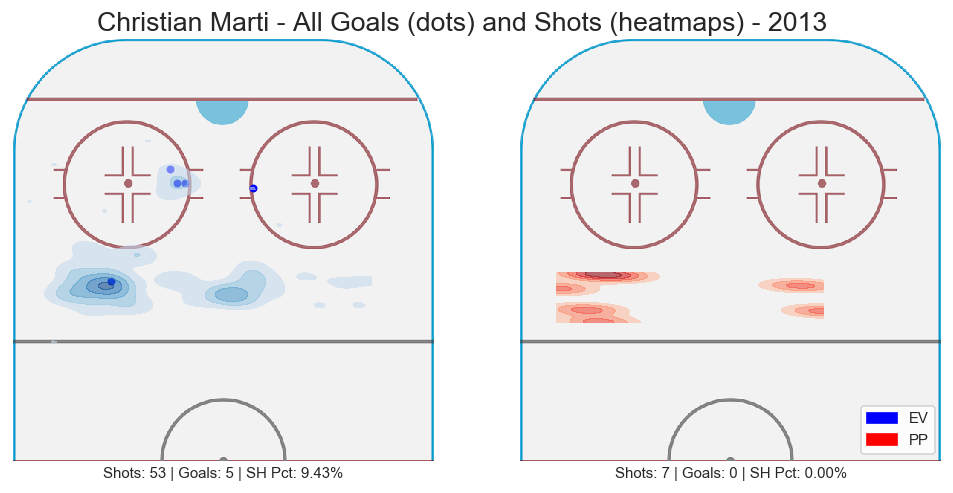 Christian Marti - All Goals (dots) and Shots (heatmaps) - 2013
EV
PP
Shots: 53 | Goals: 5 | SH Pct: 9.43%
Shots: 7 | Goals: 0 | SH Pct: 0.00%